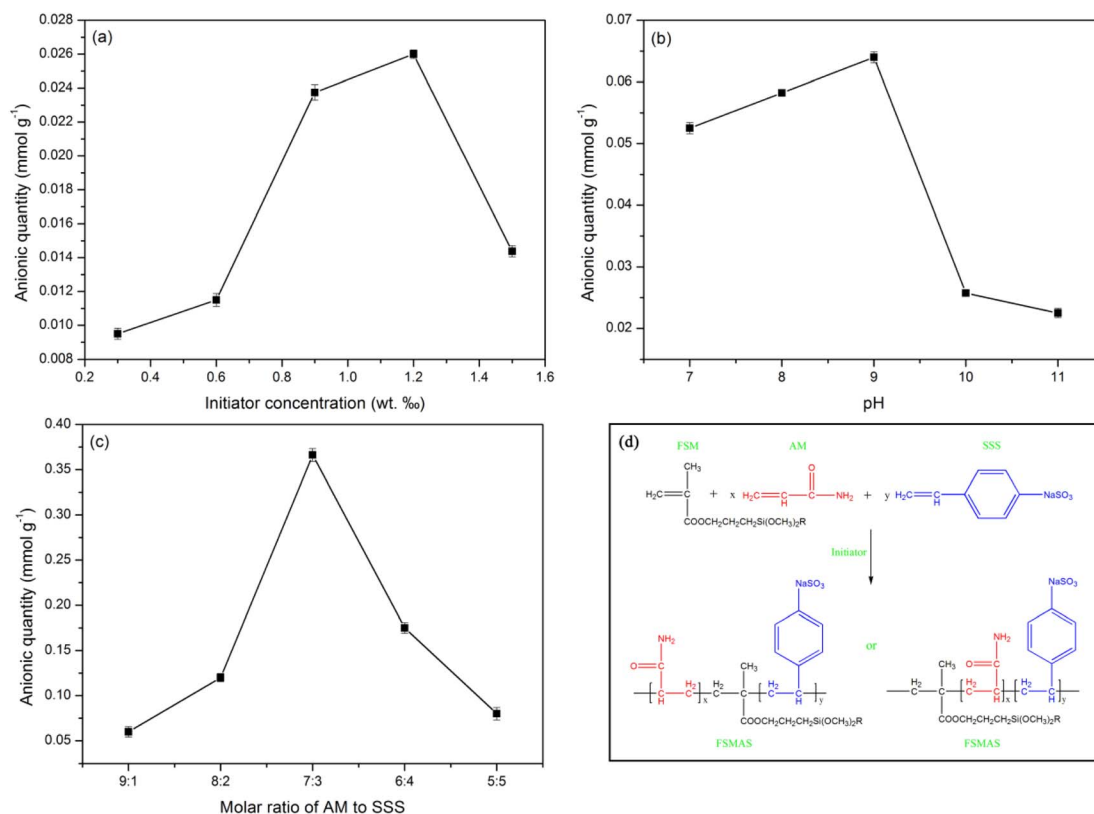 (a)
Anionic quantity (mmol g⁻¹)
0.028
0.026
0.024
0.022
0.020
0.018
0.016
0.014
0.012
0.010
0.008
0.2 0.4 0.6 0.8 1.0 1.2 1.4 1.6
Initiator concentration (wt. ‰)
(b)
Anionic quantity (mmol g⁻¹)
0.07
0.06
0.05
0.04
0.03
0.02
7 8 9 10 11
pH
(c)
Anionic quantity (mmol g⁻¹)
0.40
0.35
0.30
0.25
0.20
0.15
0.10
0.05
9:1 8:2 7:3 6:4 5:5
Molar ratio of AM to SSS
(d)
FSM AM SSS
CH₃
H₂C
COOCH₂CH₂CH₂Si(OCH₃)₂R
+ x
H₂C
C
H
O
NH₂
+ y
H₂C
C
H
NaSO₃
Initiator
NaSO₃
NH₂
O
C
H
H₂
C
x
H₂
C
CH₃
H₂
C
C
H
y
COOCH₂CH₂CH₂Si(OCH₃)₂R
FSMAS
or
NaSO₃
NH₂
O
H₂
C
CH₃
H₂
C
C
H
x
H₂
C
C
H
y
COOCH₂CH₂CH₂Si(OCH₃)₂R
FSMAS